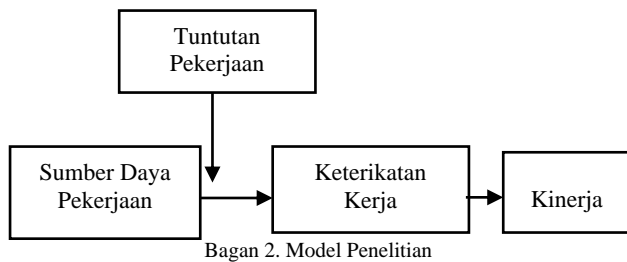 Tuntutan
Pekerjaan
Sumber Daya
Pekerjaan
Keterikatan
Kerja
Kinerja
Bagan 2. Model Penelitian